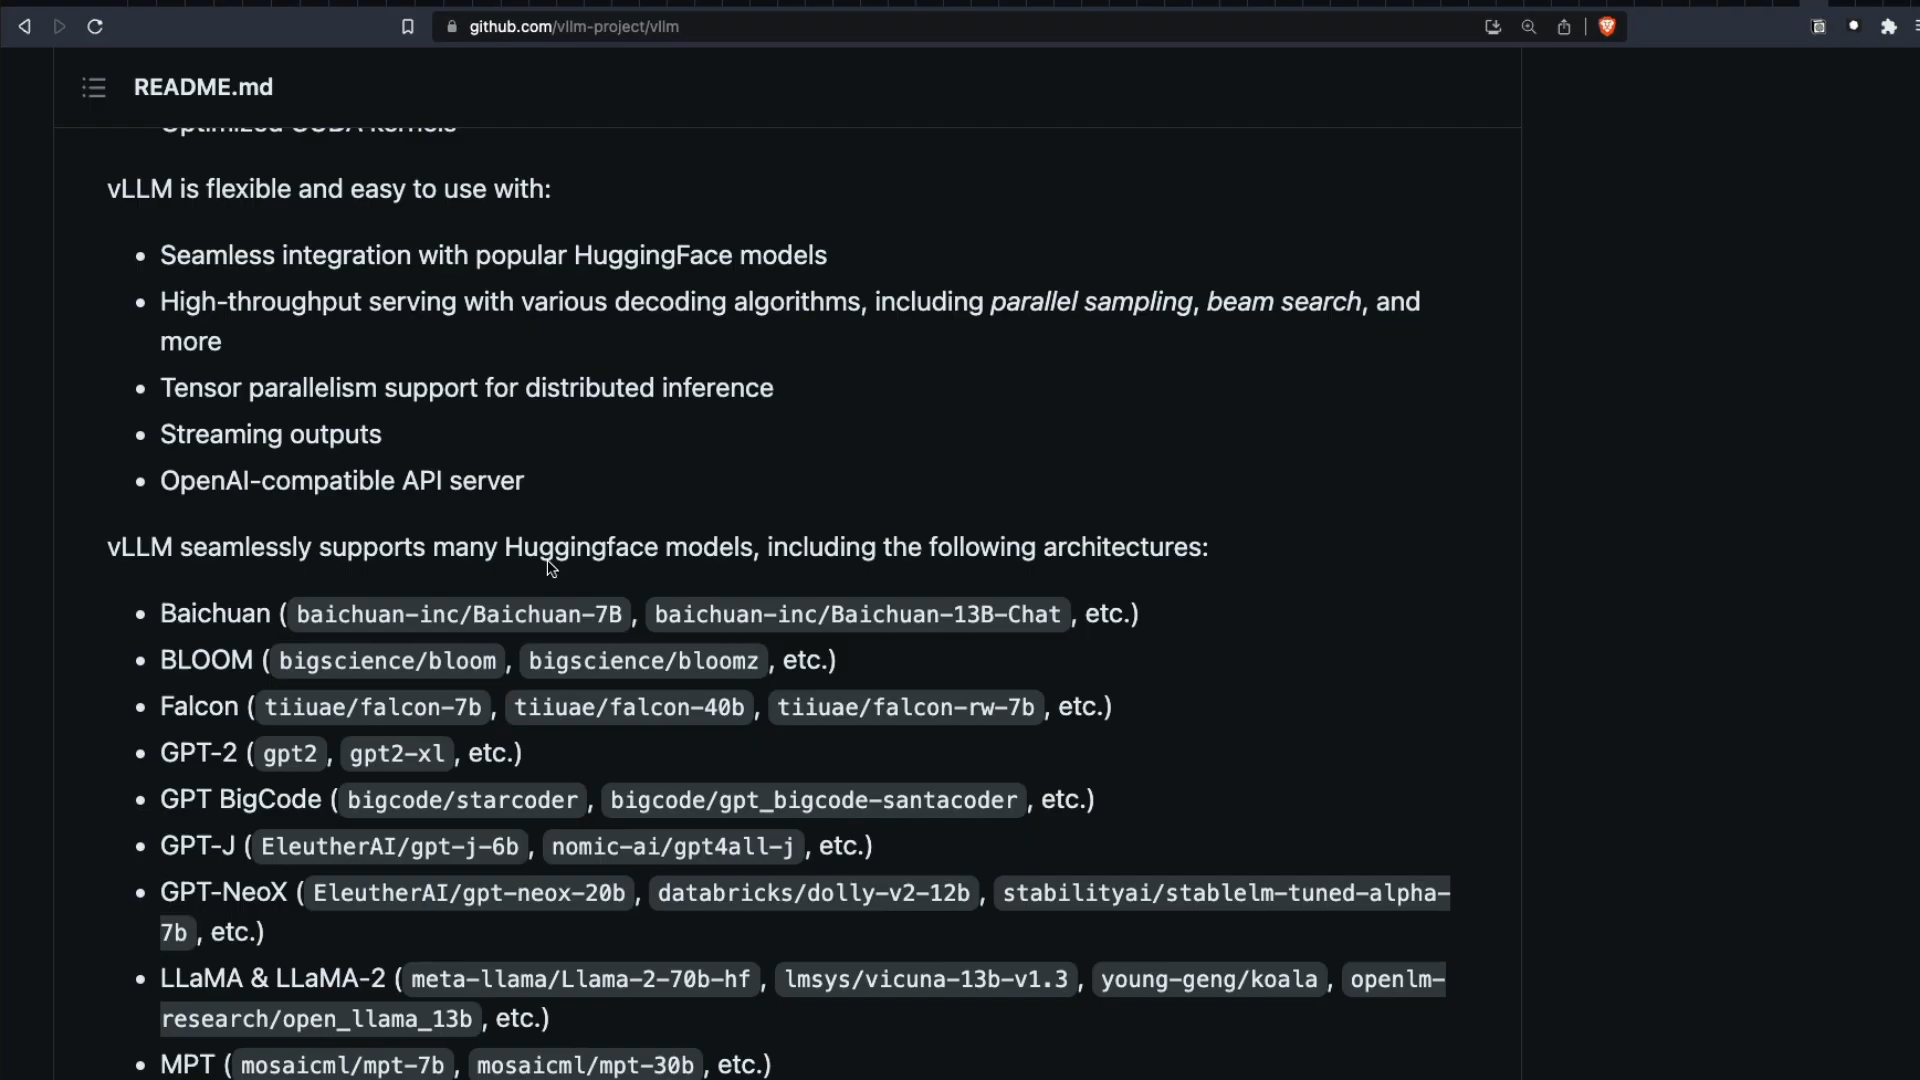 github.com/vllm-project/vllm
README.md
Optimized CUDA kernels
vLLM is flexible and easy to use with:
• Seamless integration with popular HuggingFace models
• High-throughput serving with various decoding algorithms, including parallel sampling, beam search, and
more
• Tensor parallelism support for distributed inference
• Streaming outputs
• OpenAI-compatible API server
vLLM seamlessly supports many Huggingface models, including the following architectures:
• Baichuan ( baichuan-inc/Baichuan-7B , baichuan-inc/Baichuan-13B-Chat , etc.)
• BLOOM ( bigscience/bloom , bigscience/bloomz , etc.)
• Falcon ( tiiuae/falcon-7b , tiiuae/falcon-40b , tiiuae/falcon-rw-7b , etc.)
• GPT-2 ( gpt2 , gpt2-xl , etc.)
• GPT BigCode ( bigcode/starcoder , bigcode/gpt_bigcode-santacoder , etc.)
• GPT-J ( EleutherAI/gpt-j-6b , nomic-ai/gpt4all-j , etc.)
• GPT-NeoX ( EleutherAI/gpt-neox-20b , databricks/dolly-v2-12b , stabilityai/stablelm-tuned-alpha-
7b , etc.)
• LLaMA & LLaMA-2 ( meta-llama/Llama-2-70b-hf , lmsys/vicuna-13b-v1.3 , young-geng/koala , openlm-
research/open_llama_13b , etc.)
• MPT ( mosaicml/mpt-7b , mosaicml/mpt-30b , etc.)